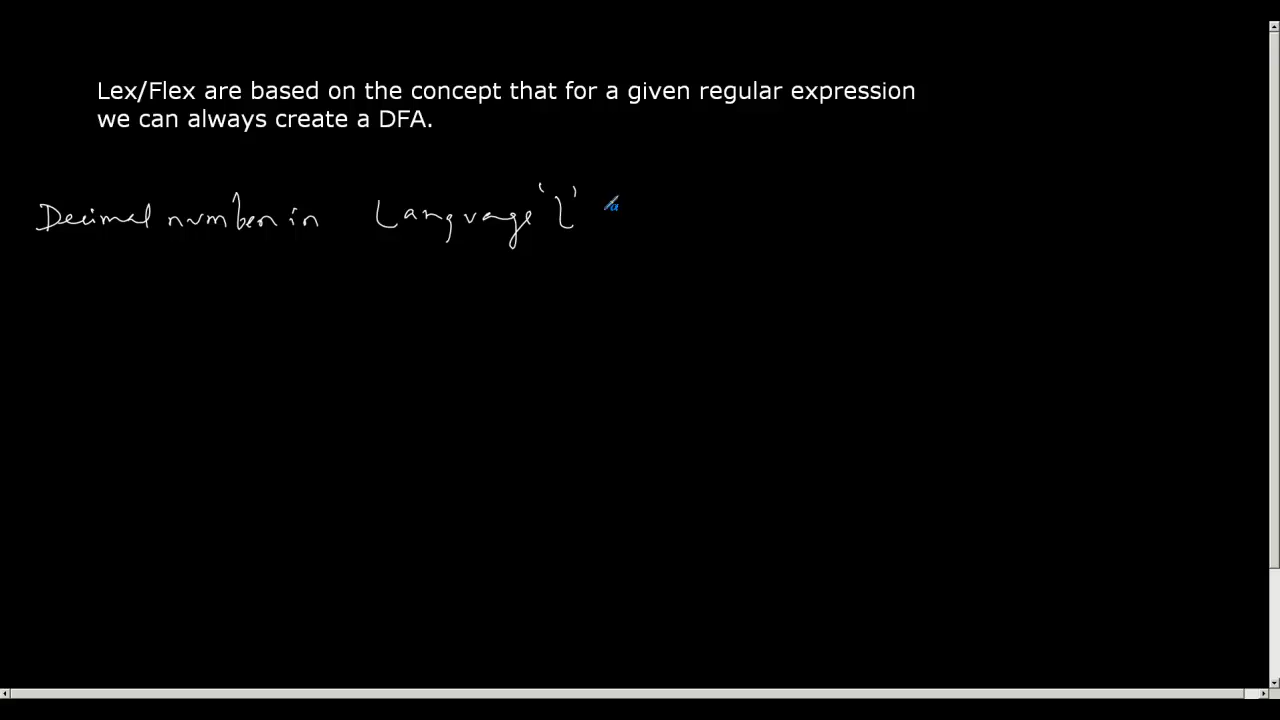 Lex/Flex are based on the concept that for a given regular expression
we can always create a DFA.
Decimal number in Language 'l'